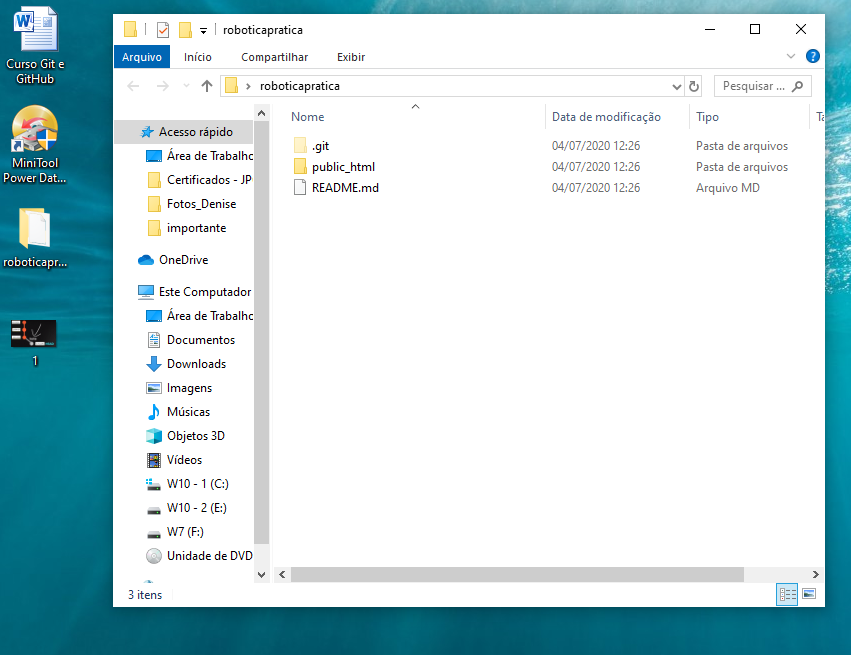 Curso Git e
GitHub
MiniTool
Power Dat...
roboticapr...
1
roboticapratica
Arquivo
Início
Compartilhar
Exibir
?
roboticapratica
Pesquisar ...
Acesso rápido
Área de Trabalho
Certificados - JP
Fotos_Denise
importante
OneDrive
Este Computador
Área de Trabalho
Documentos
Downloads
Imagens
Músicas
Objetos 3D
Vídeos
W10 - 1 (C:)
W10 - 2 (E:)
W7 (F:)
Unidade de DVD
Nome Data de modificação Tipo Ta
.git 04/07/2020 12:26 Pasta de arquivos
public_html 04/07/2020 12:26 Pasta de arquivos
README.md 04/07/2020 12:26 Arquivo MD
3 itens